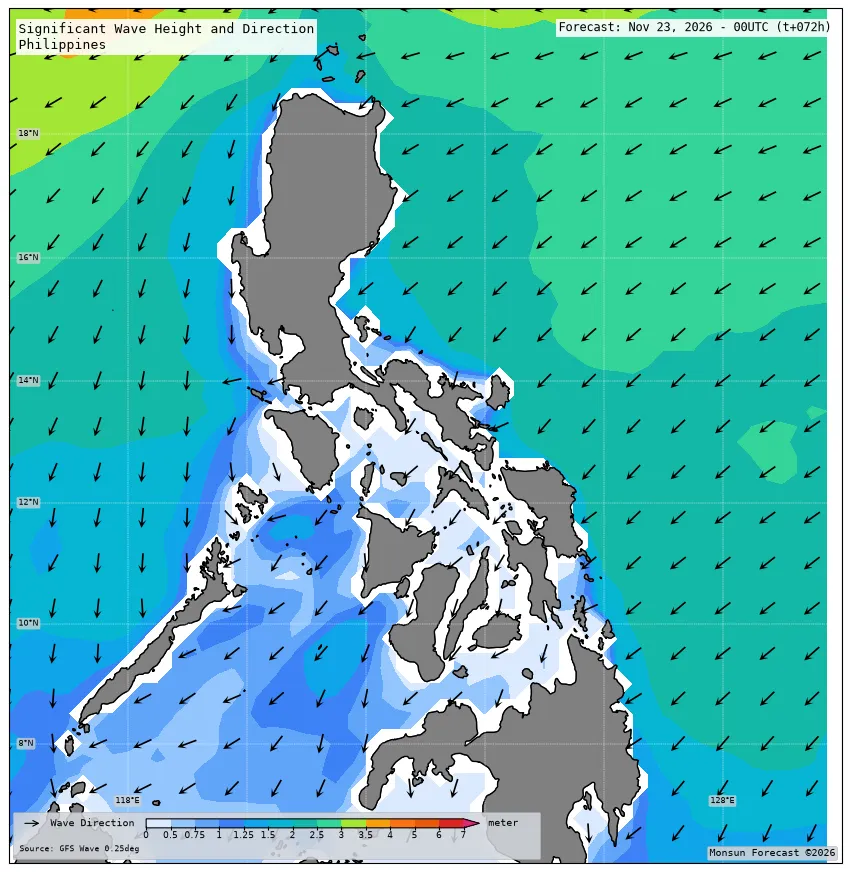 Significant Wave Height and Direction
Philippines
Forecast: Nov 23, 2026 - 00UTC (t+072h)
18°N
16°N
14°N
12°N
10°N
8°N
118°E
128°E
Wave Direction
meter
0 0.5 0.75 1 1.25 1.5 2 2.5 3 3.5 4 5 6 7
Source: GFS Wave 0.25deg
Monsun Forecast ©2026